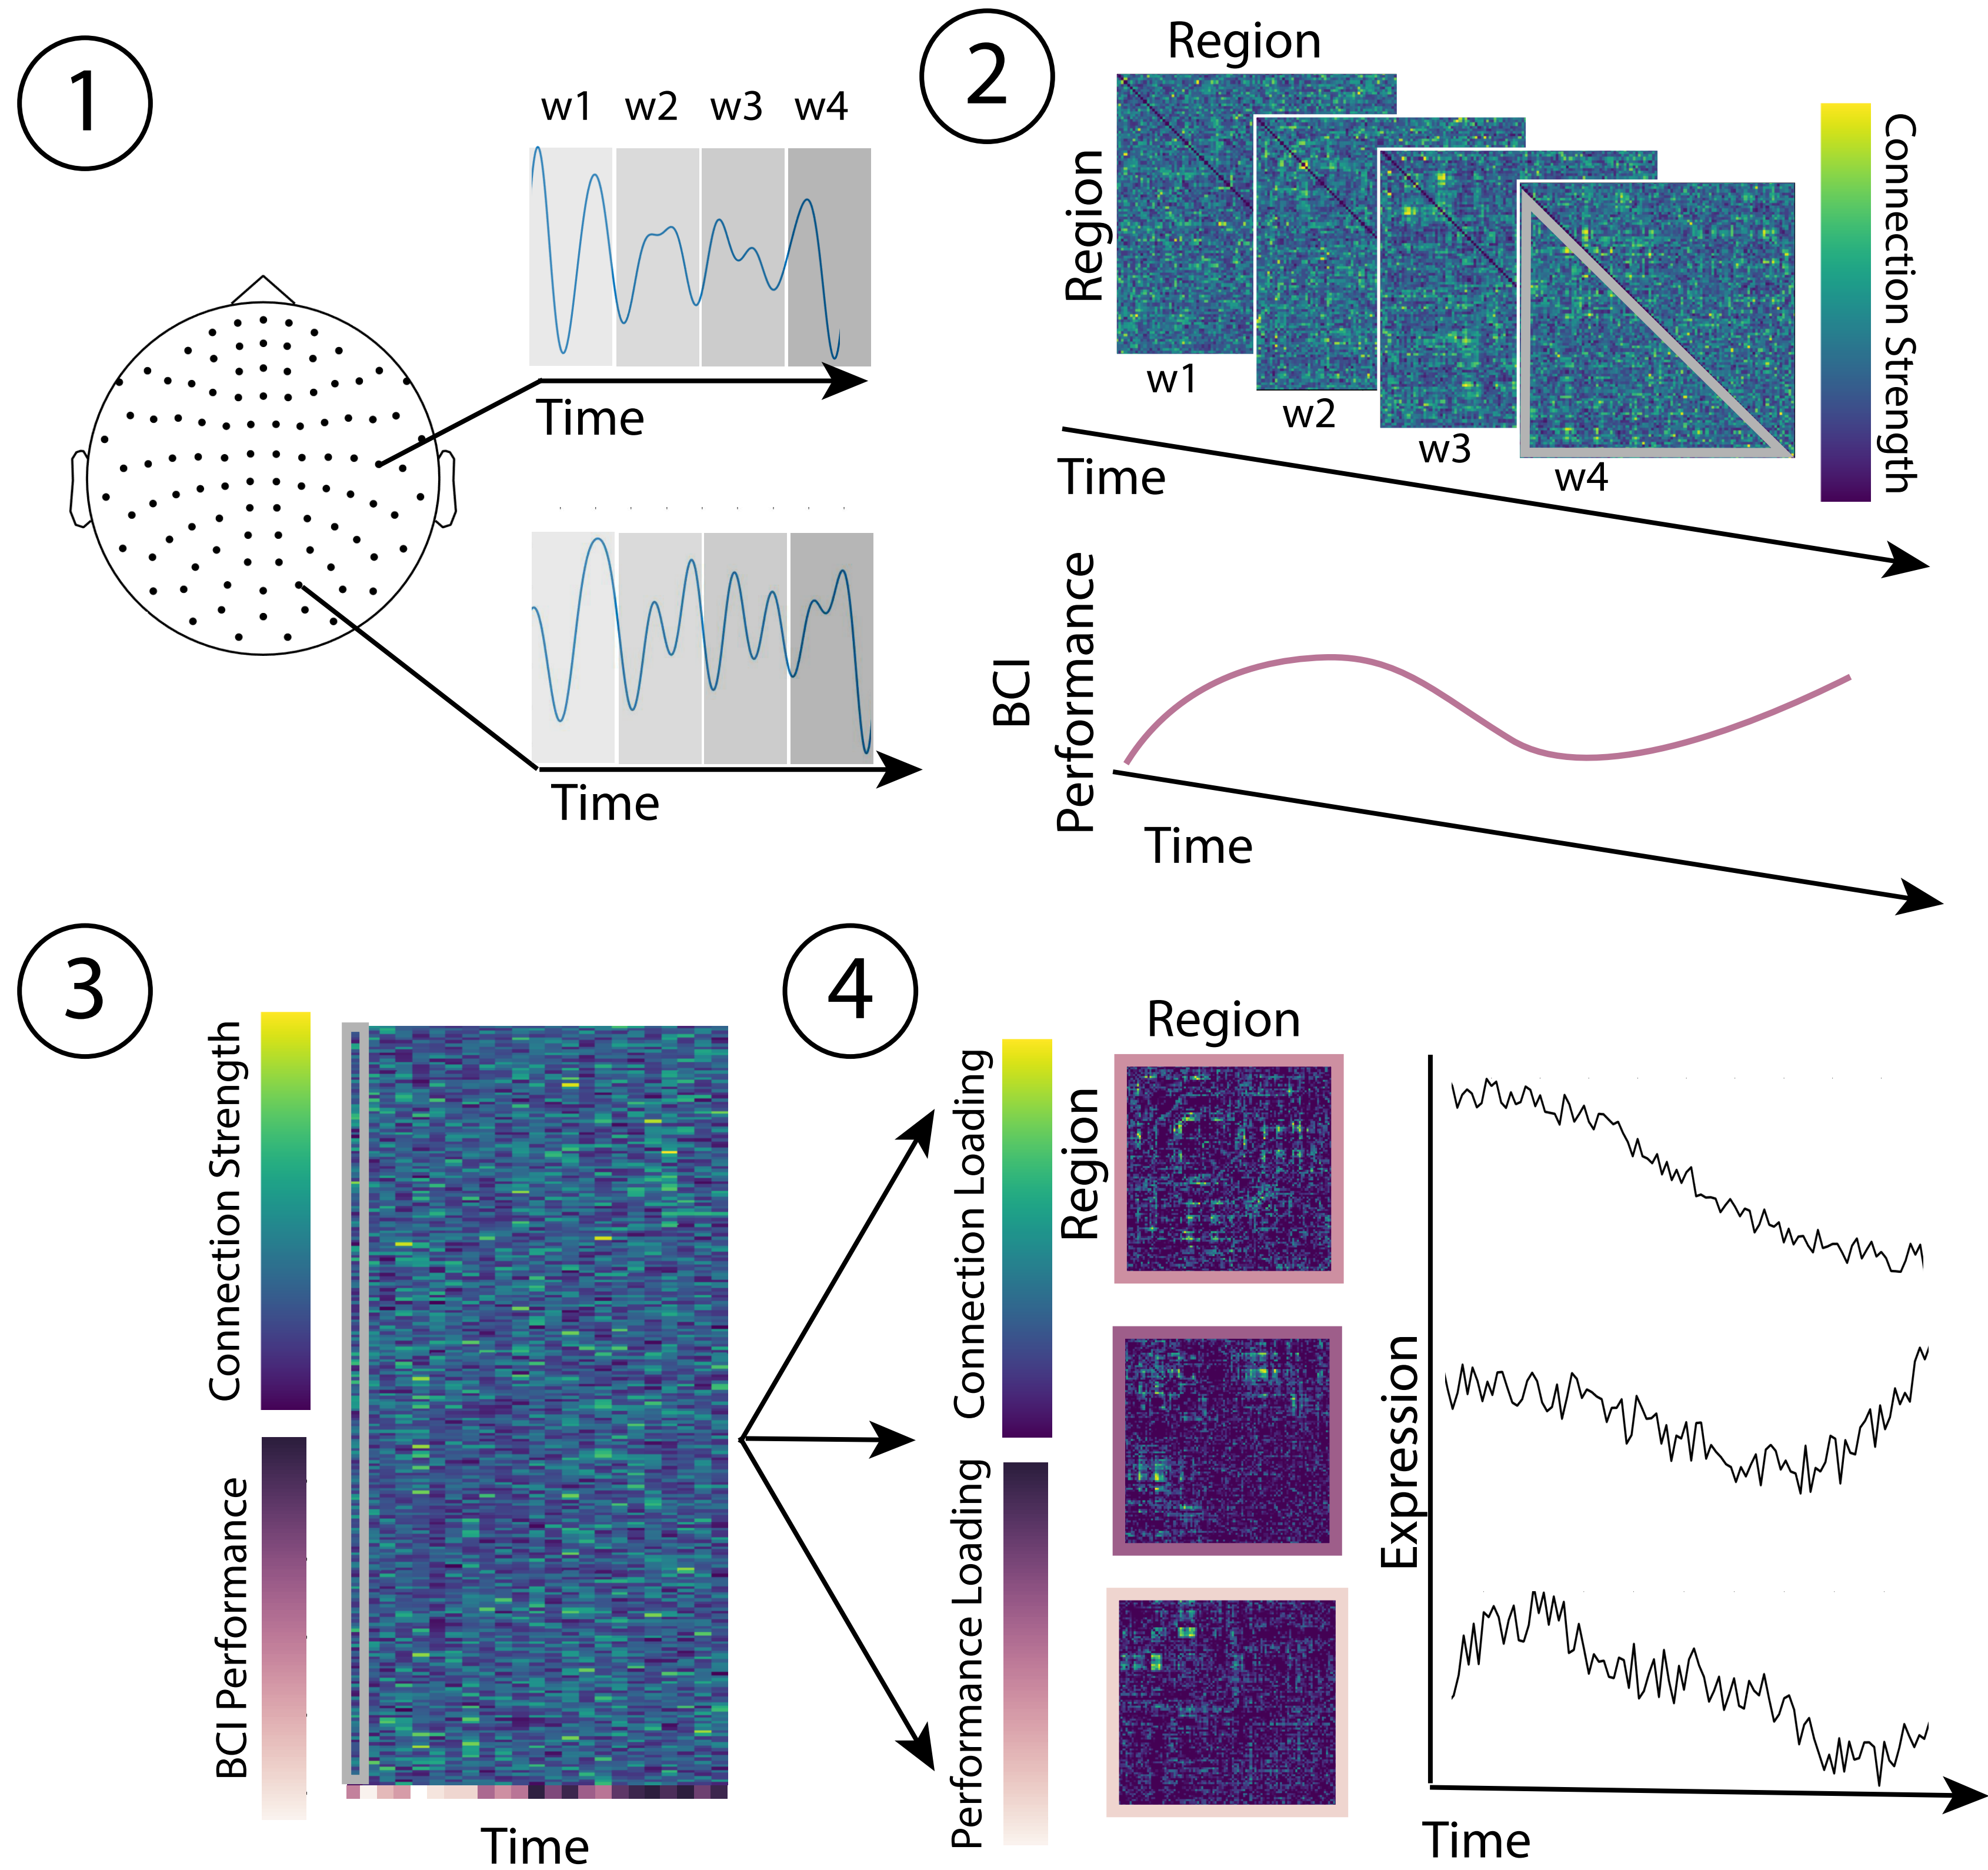 1
w1 w2 w3 w4
Time
Time
2
Region
Region
w1
w2
w3
w4
Time
Connection Strength
BCI
Performance
Time
3
Connection Strength
BCI Performance
Time
4
Region
Connection Loading
Region
Performance Loading
Expression
Time